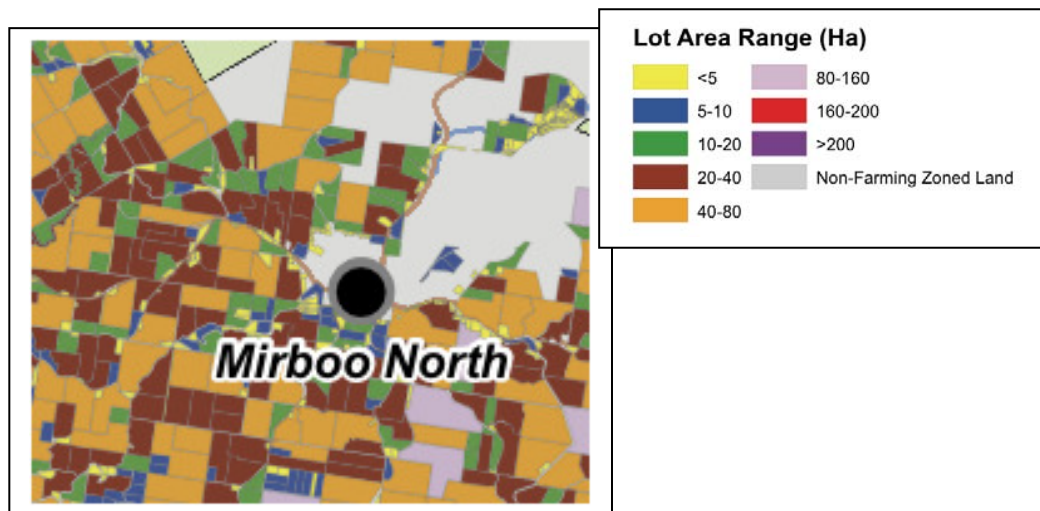 Mirboo North
Lot Area Range (Ha)
<5
5-10
10-20
20-40
40-80
80-160
160-200
>200
Non-Farming Zoned Land